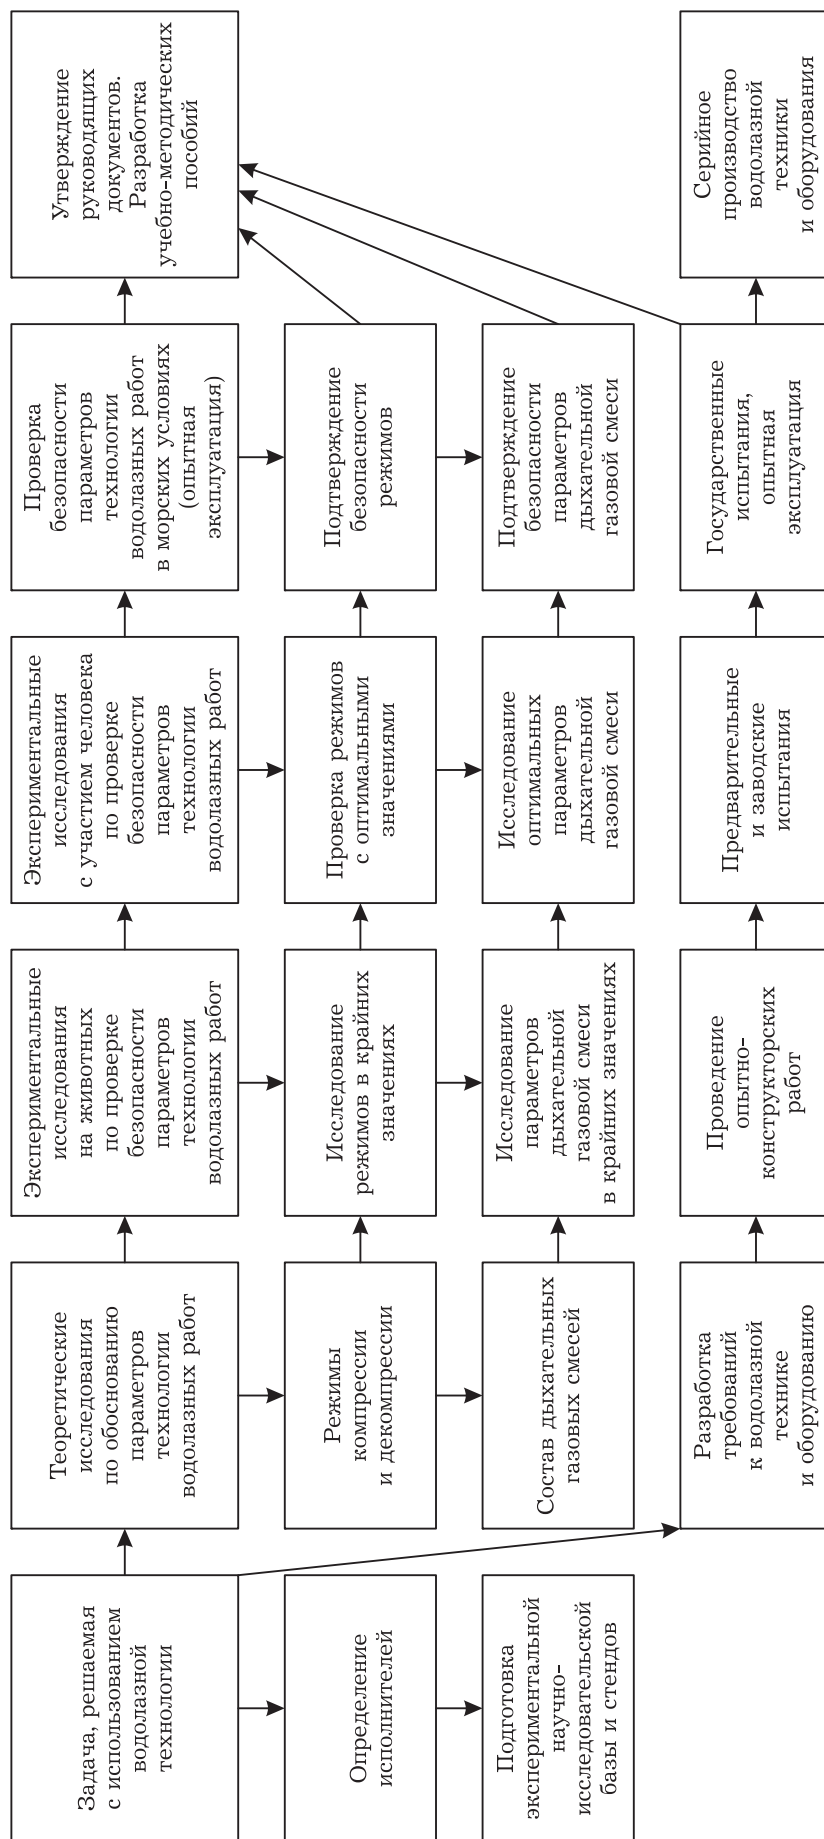 Задача, решаемая
с использованием
водолазной
технологии
Теоретические
исследования
по обоснованию
параметров
технологии
водолазных работ
Экспериментальные
исследования
на животных
по проверке
безопасности
параметров
технологии
водолазных работ
Экспериментальные
исследования
с участием человека
по проверке
безопасности
параметров
технологии
водолазных работ
Проверка
безопасности
параметров
технологии
водолазных работ
в морских условиях
(опытная
эксплуатация)
Утверждение
руководящих
документов.
Разработка
учебно-методических
пособий
Определение
исполнителей
Режимы
компрессии
и декомпрессии
Исследование
режимов в крайних
значениях
Проверка режимов
с оптимальными
значениями
Подтверждение
безопасности
режимов
Подготовка
экспериментальной
научно-
исследовательской
базы и стендов
Состав дыхательных
газовых смесей
Исследование
параметров
дыхательной
газовой смеси
в крайних значениях
Исследование
оптимальных
параметров
дыхательной
газовой смеси
Подтверждение
безопасности
параметров
дыхательной
газовой смеси
Разработка
требований
к водолазной
технике
и оборудованию
Проведение
опытно-
конструкторских
работ
Предварительные
и заводские
испытания
Государственные
испытания,
опытная
эксплуатация
Серийное
производство
водолазной
техники
и оборудования